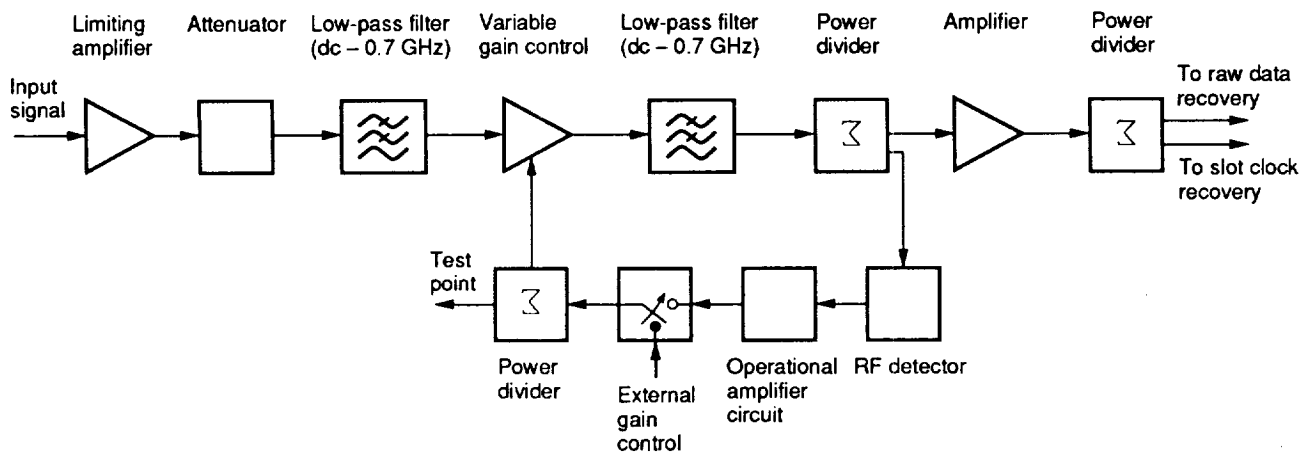 Limiting
amplifier
Attenuator
Low-pass filter
(dc – 0.7 GHz)
Variable
gain control
Low-pass filter
(dc – 0.7 GHz)
Power
divider
Amplifier
Power
divider
Input
signal
Σ
Σ
To raw data
recovery
To slot clock
recovery
Test
point
Σ
Power
divider
External
gain
control
Operational
amplifier
circuit
RF detector